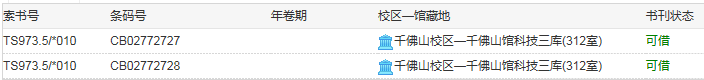 索书号 条码号 年卷期 校区—馆藏地 书刊状态
TS973.5/*010 CB02772727 千佛山校区—千佛山馆科技三库(312室) 可借
TS973.5/*010 CB02772728 千佛山校区—千佛山馆科技三库(312室) 可借